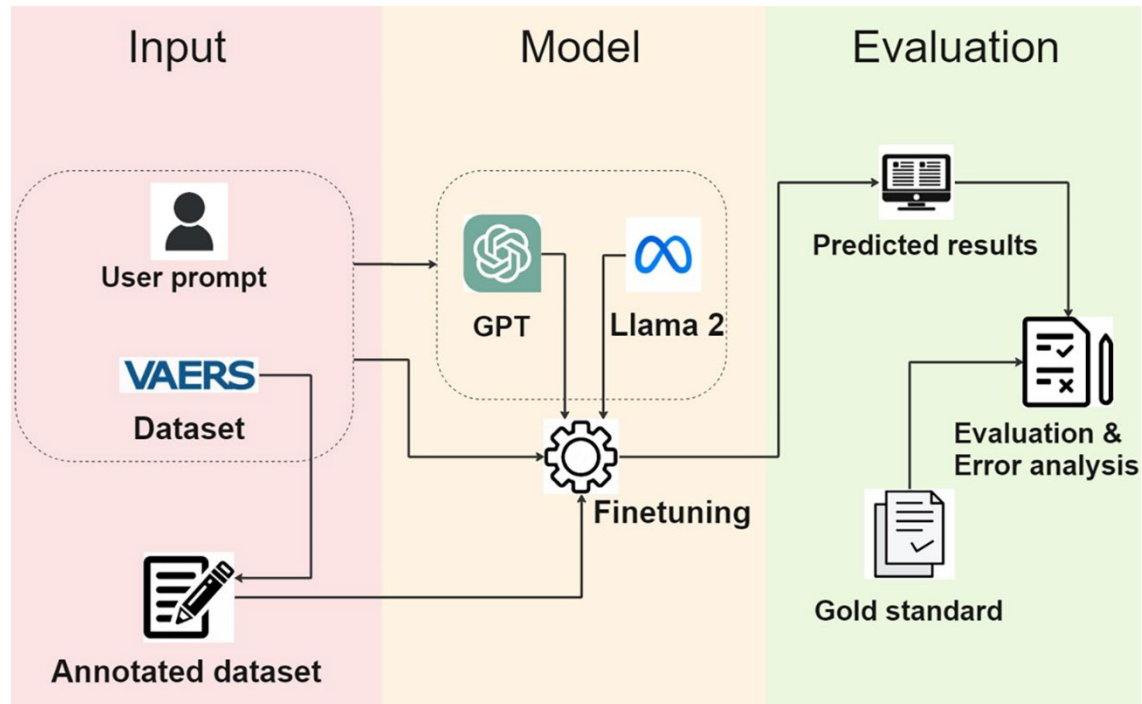 Input
Model
Evaluation
User prompt
VAERS
Dataset
Annotated dataset
GPT
Llama 2
Finetuning
Predicted results
Evaluation &
Error analysis
Gold standard